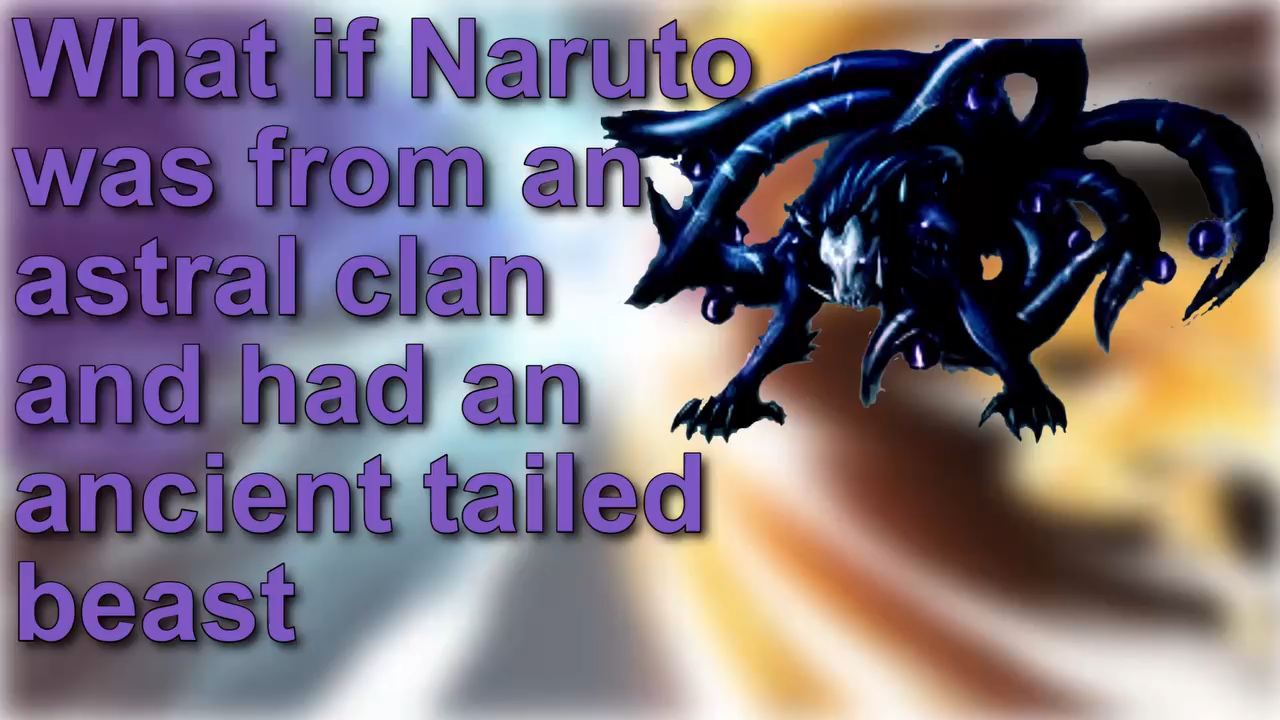 What if Naruto
was from an
astral clan
and had an
ancient tailed
beast